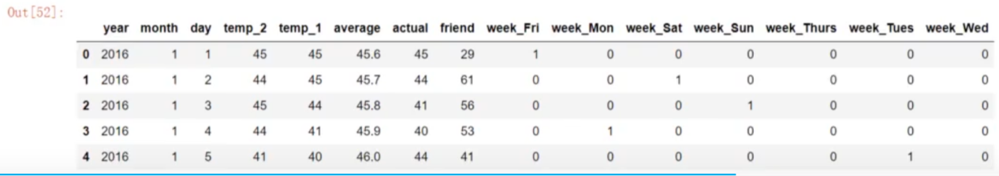 Out[52]:
year month day temp_2 temp_1 average actual friend week_Fri week_Mon week_Sat week_Sun week_Thurs week_Tues week_Wed
0 2016 1 1 45 45 45.6 45 29 1 0 0 0 0 0 0
1 2016 1 2 44 45 45.7 44 61 0 0 1 0 0 0 0
2 2016 1 3 45 44 45.8 41 56 0 0 0 1 0 0 0
3 2016 1 4 44 41 45.9 40 53 0 1 0 0 0 0 0
4 2016 1 5 41 40 46.0 44 41 0 0 0 0 0 1 0